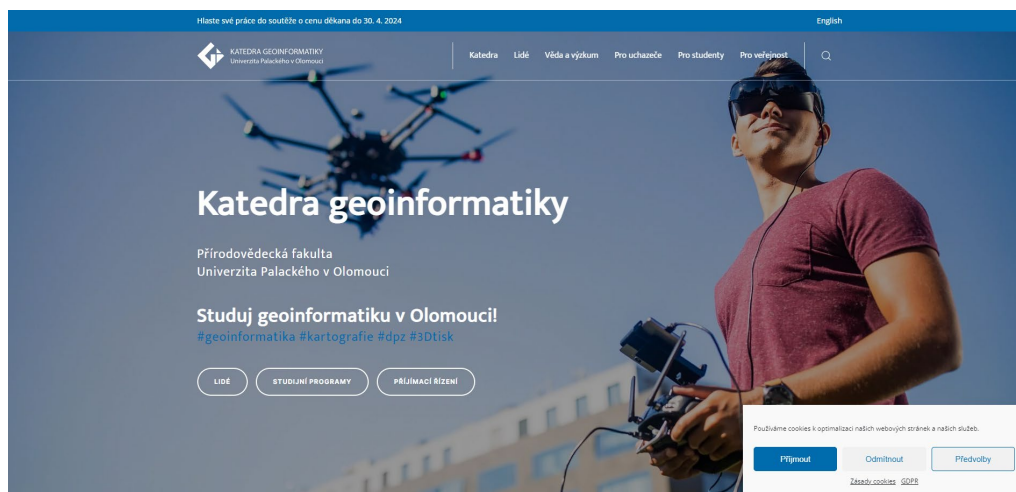 Hlaste své práce do soutěže o cenu děkana do 30. 4. 2024
English
KATEDRA GEOINFORMATIKY
Univerzita Palackého v Olomouci
Katedra Lidé Věda a výzkum Pro uchazeče Pro studenty Pro veřejnost
Katedra geoinformatiky
Přírodovědecká fakulta
Univerzita Palackého v Olomouci
Studuj geoinformatiku v Olomouci!
#geoinformatika #kartografie #dpz #3Dtisk
LIDÉ STUDIJNÍ PROGRAMY PŘIJÍMACÍ ŘÍZENÍ
Používáme cookies k optimalizaci našich webových stránek a našich služeb.
Příjmout Odmítnout Předvolby
Zásady cookies GDPR